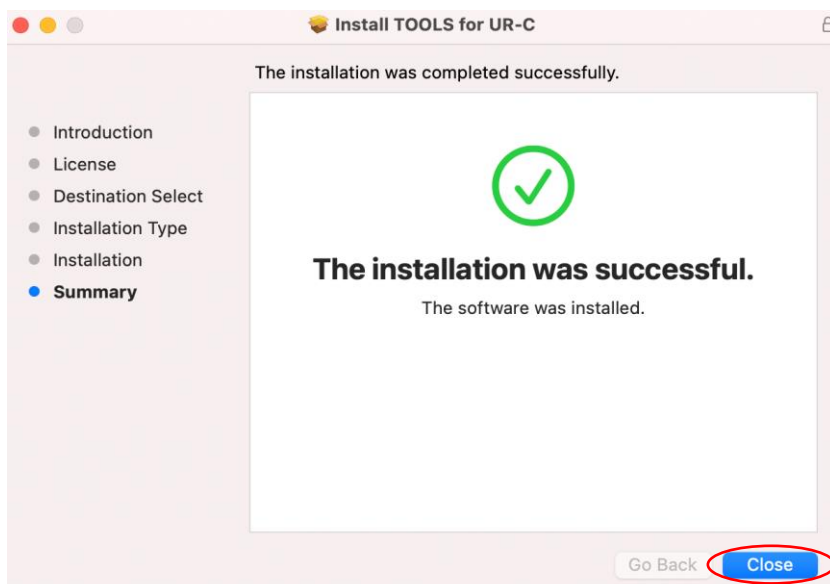 Install TOOLS for UR-C
The installation was completed successfully.
Introduction
License
Destination Select
Installation Type
Installation
Summary
The installation was successful.
The software was installed.
Go Back
Close